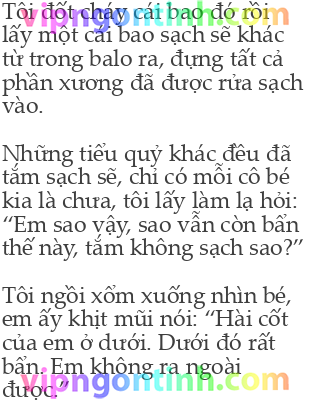 Tôi đốt cháy cái bao đó rồi
vipngontinh.com
lấy một cái bao sạch sẽ khác
từ trong balo ra, đựng tất cả
phần xương đã được rửa sạch
vào.
Những tiểu quỷ khác đều đã
tắm sạch sẽ, chỉ có mỗi cô bé
kia là chưa, tôi lấy làm lạ hỏi:
“Em sao vậy, sao vẫn còn bẩn
thế này, tắm không sạch sao?”
Tôi ngồi xổm xuống nhìn bé,
em ấy khịt mũi nói: “Hài cốt
của em ở dưới. Dưới đó rất
bẩn. Em không ra ngoài
vipngontinh.com
được.”